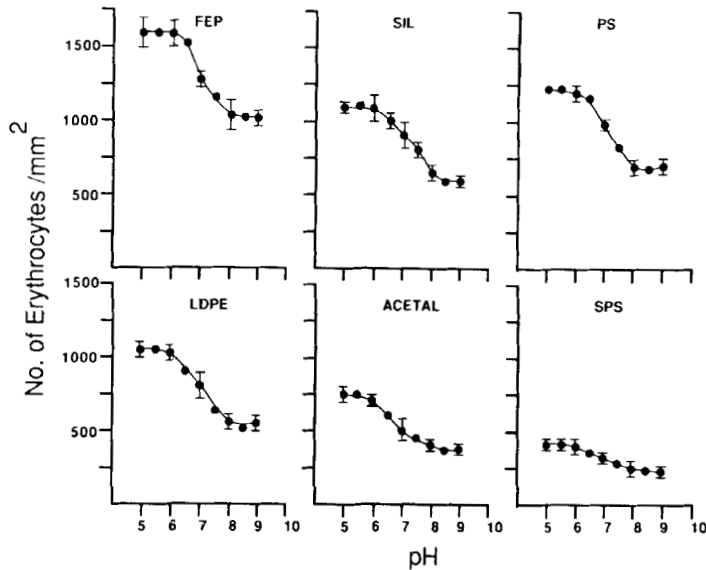 FEP
SIL
PS
1500
1000
500
LDPE
ACETAL
SPS
1500
1000
500
No. of Erythrocytes /mm²
5 6 7 8 9 10
5 6 7 8 9 10
5 6 7 8 9 10
pH